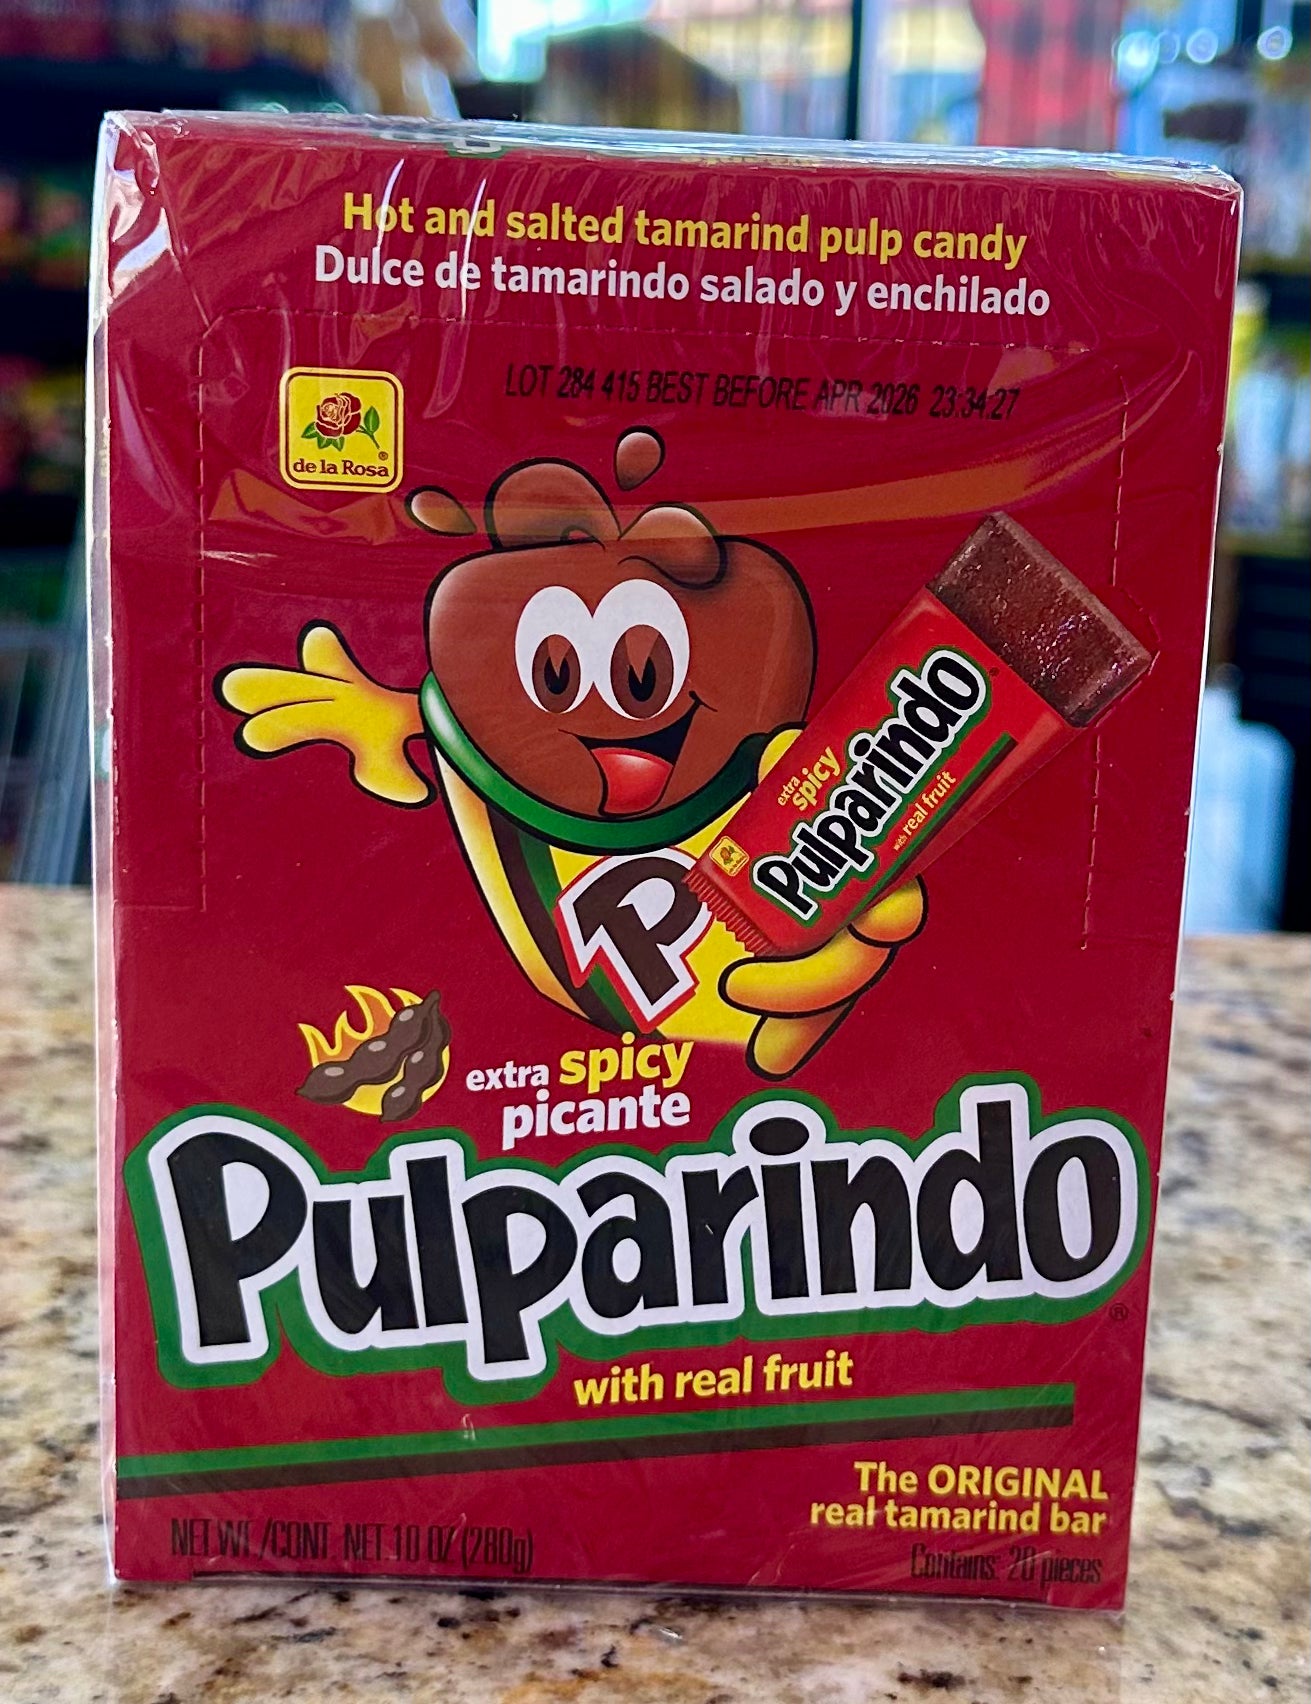 Hot and salted tamarind pulp candy
Dulce de tamarindo salado y enchilado
LOT 284 415 BEST BEFORE APR 2026 23:34:27
de la Rosa®
extra
spicy
Pulparindo
with real fruit
P
extra spicy
picante
Pulparindo®
with real fruit
The ORIGINAL
real tamarind bar
NET WT/CONT NET 10 OZ (280g)
Contains: 20 pieces